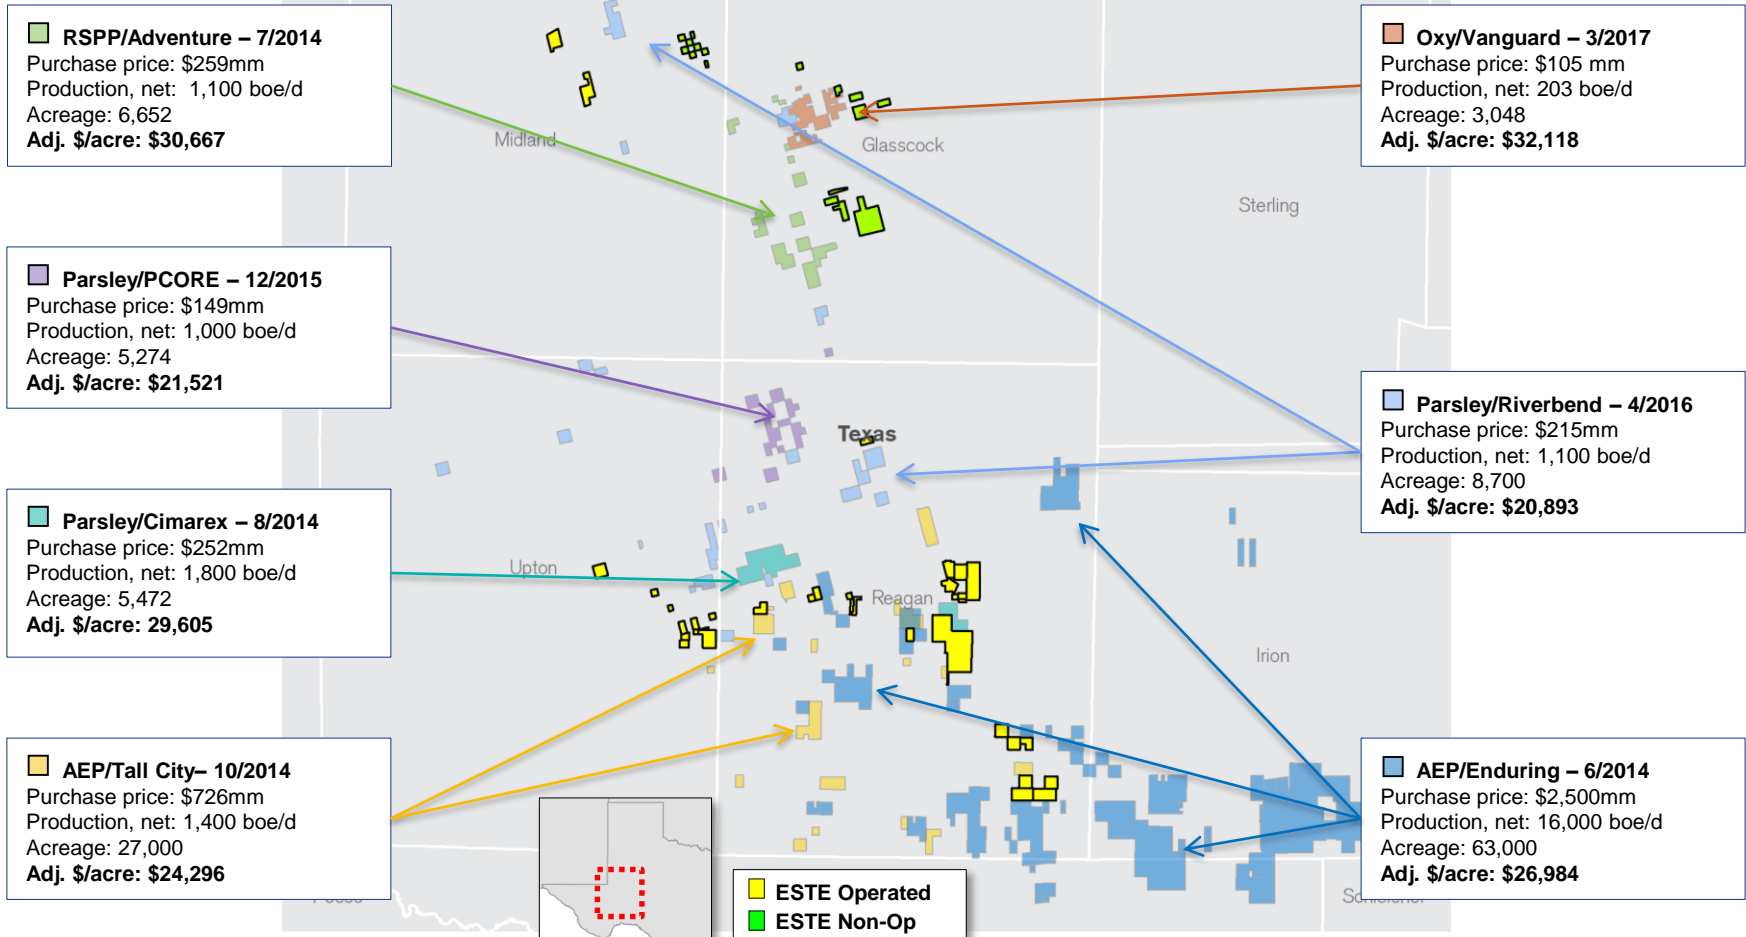 RSPP/Adventure – 7/2014
Purchase price: $259mm
Production, net:  1,100 boe/d
Acreage: 6,652
Adj. $/acre: $30,667
Parsley/PCORE – 12/2015
Purchase price: $149mm
Production, net: 1,000 boe/d
Acreage: 5,274
Adj. $/acre: $21,521
Parsley/Cimarex – 8/2014
Purchase price: $252mm
Production, net: 1,800 boe/d
Acreage: 5,472
Adj. $/acre: 29,605
AEP/Tall City– 10/2014
Purchase price: $726mm
Production, net: 1,400 boe/d
Acreage: 27,000
Adj. $/acre: $24,296
Midland
Glasscock
Sterling
Texas
Upton
Reagan
Irion
ESTE Operated
ESTE Non-Op
Oxy/Vanguard – 3/2017
Purchase price: $105 mm
Production, net: 203 boe/d
Acreage: 3,048
Adj. $/acre: $32,118
Parsley/Riverbend – 4/2016
Purchase price: $215mm
Production, net: 1,100 boe/d
Acreage: 8,700
Adj. $/acre: $20,893
AEP/Enduring – 6/2014
Purchase price: $2,500mm
Production, net: 16,000 boe/d
Acreage: 63,000
Adj. $/acre: $26,984